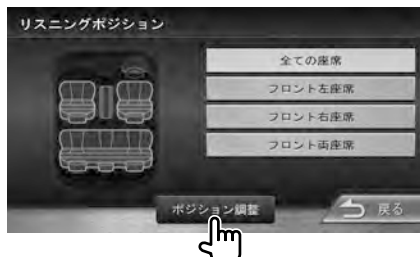 リスニングポジション
全ての座席
フロント左座席
フロント右座席
フロント両座席
ポジション調整
戻る